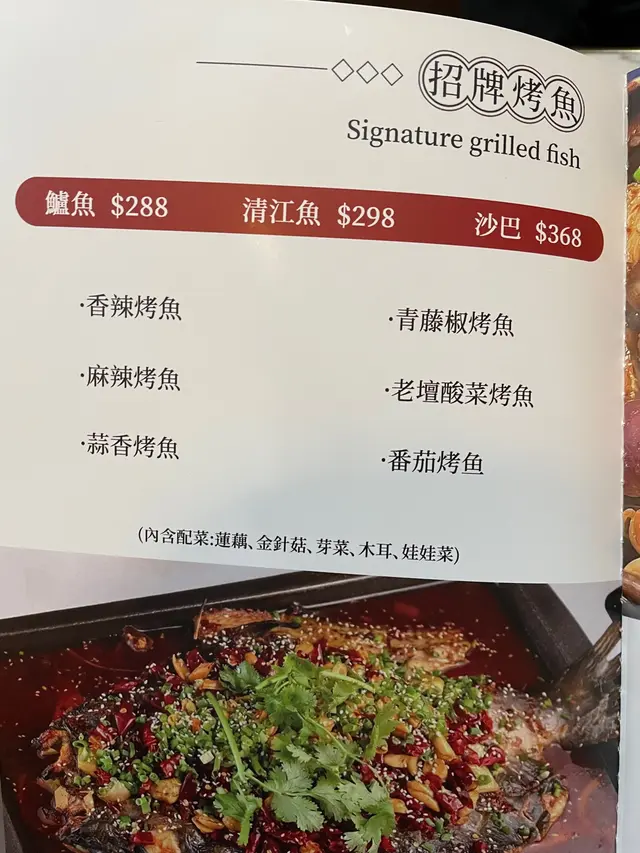 招牌烤魚
Signature grilled fish
鱸魚 $288 清江魚 $298 沙巴 $368
·香辣烤魚
·青藤椒烤魚
·麻辣烤魚
·老壇酸菜烤魚
·蒜香烤魚
·番茄烤鱼
(內含配菜:蓮藕、金針菇、芽菜、木耳、娃娃菜)